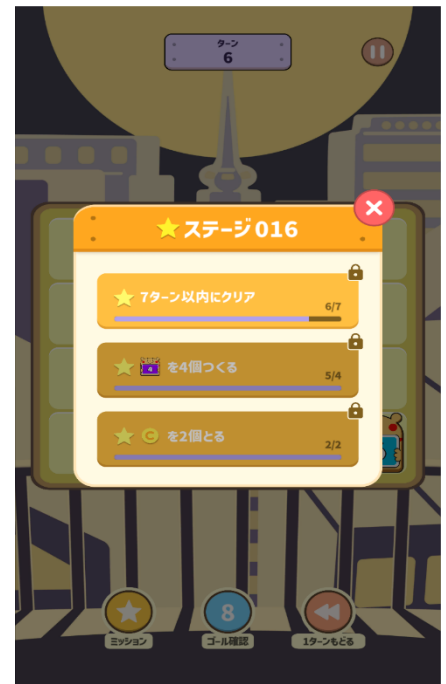 ターン
6
ステージ016
7ターン以内にクリア
6/7
4
を4個つくる
5/4
C
を2個とる
2/2
8
ミッション
ゴール確認
1ターンもどる